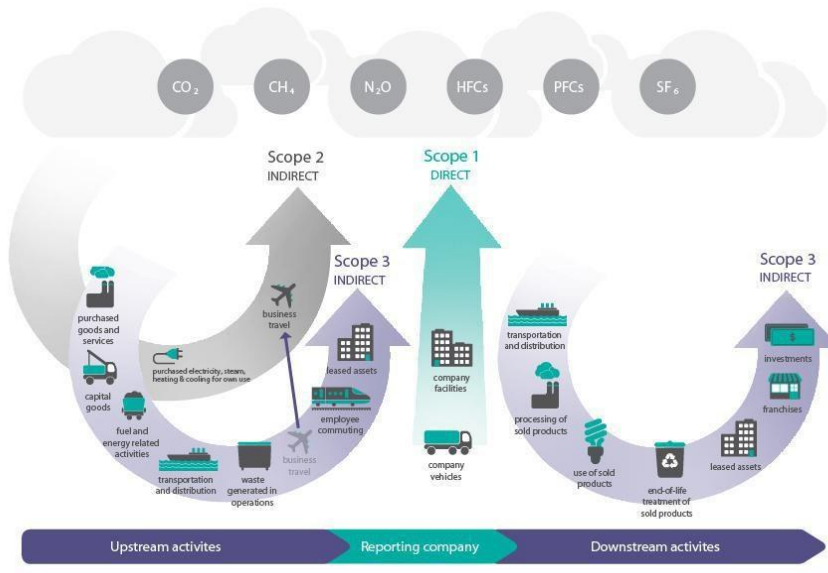 CO₂
CH₄
N₂O
HFCs
PFCs
SF₆
Scope 2
INDIRECT
Scope 1
DIRECT
Scope 3
INDIRECT
Scope 3
INDIRECT
purchased
goods and
services
capital
goods
fuel and
energy related
activities
transportation
and distribution
waste
generated in
operations
business
travel
business
travel
purchased electricity, steam,
heating & cooling for own use
employee
commuting
leased assets
company
facilities
company
vehicles
transportation
and distribution
processing of
sold products
use of sold
products
end-of-life
treatment of
sold products
leased assets
franchises
investments
$
Upstream activites
Reporting company
Downstream activites